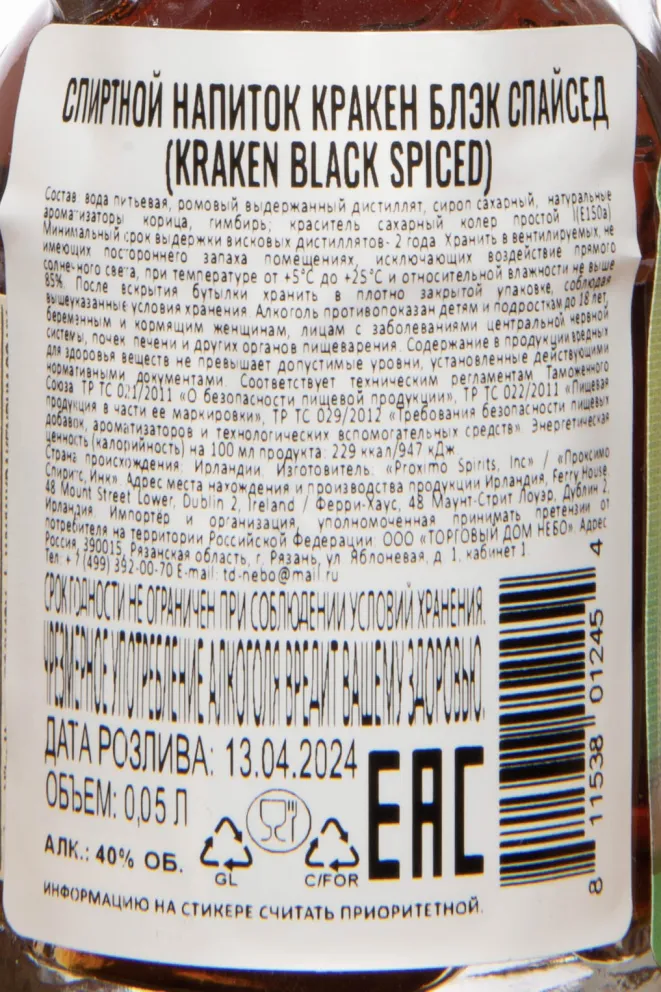 СПИРТНОЙ НАПИТОК КРАКЕН БЛЭК СПАЙСЕД
(KRAKEN BLACK SPICED)
Состав: вода питьевая, ромовый выдержанный дистиллят, сироп сахарный, натуральные
ароматизаторы корица, имбирь; краситель сахарный колер простой I(E150a)
Минимальный срок выдержки висковых дистиллятов- 2 года. Хранить в вентилируемых, не
имеющих постороннего запаха помещениях, исключающих воздействие прямого
солнечного света, при температуре от +5°C до +25°C и относительной влажности не выше
85%. После вскрытия бутылки хранить в плотно закрытой упаковке, соблюдая
вышеуказанные условия хранения. Алкоголь противопоказан детям и подросткам до 18 лет,
беременным и кормящим женщинам, лицам с заболеваниями центральной нервной
системы, почек печени и других органов пищеварения. Содержание в продукции вредных
для здоровья веществ не превышает допустимые уровни, установленные действующими
нормативными документами. Соответствует техническим регламентам Таможенного
Союза ТР ТС 021/2011 «О безопасности пищевой продукции», ТР ТС 022/2011 «Пищевая
продукция в части ее маркировки», ТР ТС 029/2012 «Требования безопасности пищевых
добавок, ароматизаторов и технологических вспомогательных средств» Энергетическая
ценность (калорийность) на 100 мл продукта: 229 ккал/947 кДж.
Страна происхождения: Ирландии. Изготовитель: «Proximo Spirits, Inc» / «Проксимо
Спиритс, Инк». Адрес места нахождения и производства продукции Ирландия, Ferry House,
48 Mount Street Lower, Dublin 2, Ireland / Ферри-Хаус, 48 Маунт-Стрит Лоуэр, Дублин 2,
Ирландия. Импортёр и организация, уполномоченная принимать претензии от
потребителя на территории Российской Федерации: ООО «ТОРГОВЫЙ ДОМ НЕБО» Адрес
Россия, 390015, Рязанская область, г. Рязань, ул Яблоневая, д. 1. кабинет 1
Тел. +7 (499) 392-00-70 E-mail: td-nebo@mail.ru
СРОК ГОДНОСТИ НЕ ОГРАНИЧЕН ПРИ СОБЛЮДЕНИИ УСЛОВИЙ ХРАНЕНИЯ.
ЧРЕЗМЕРНОЕ УПОТРЕБЛЕНИЕ АЛКОГОЛЯ ВРЕДИТ ВАШЕМУ ЗДОРОВЬЮ.
ДАТА РОЗЛИВА: 13.04.2024
ОБЪЕМ: 0,05 Л
АЛК.: 40% ОБ.
GL
C/FOR
EAC
8 11538 01245 4
ИНФОРМАЦИЮ НА СТИКЕРЕ СЧИТАТЬ ПРИОРИТЕТНОЙ.